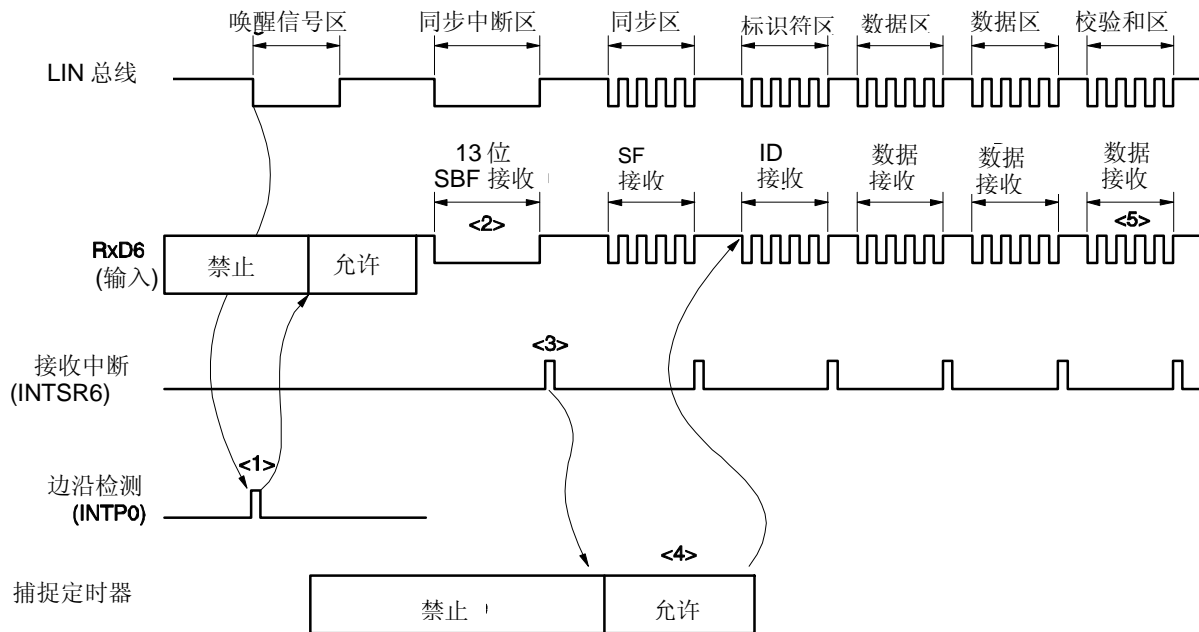 唤醒信号区 同步中断区 同步区 标识符区 数据区 数据区 校验和区
LIN 总线
13 位 SF ID 数据 数据 数据
SBF 接收 接收 接收 接收 接收 接收
<2> <5>
RxD6
(输入)
禁止 允许
<3>
接收中断
(INTSR6)
<1>
边沿检测
(INTP0)
<4>
捕捉定时器
禁止 允许